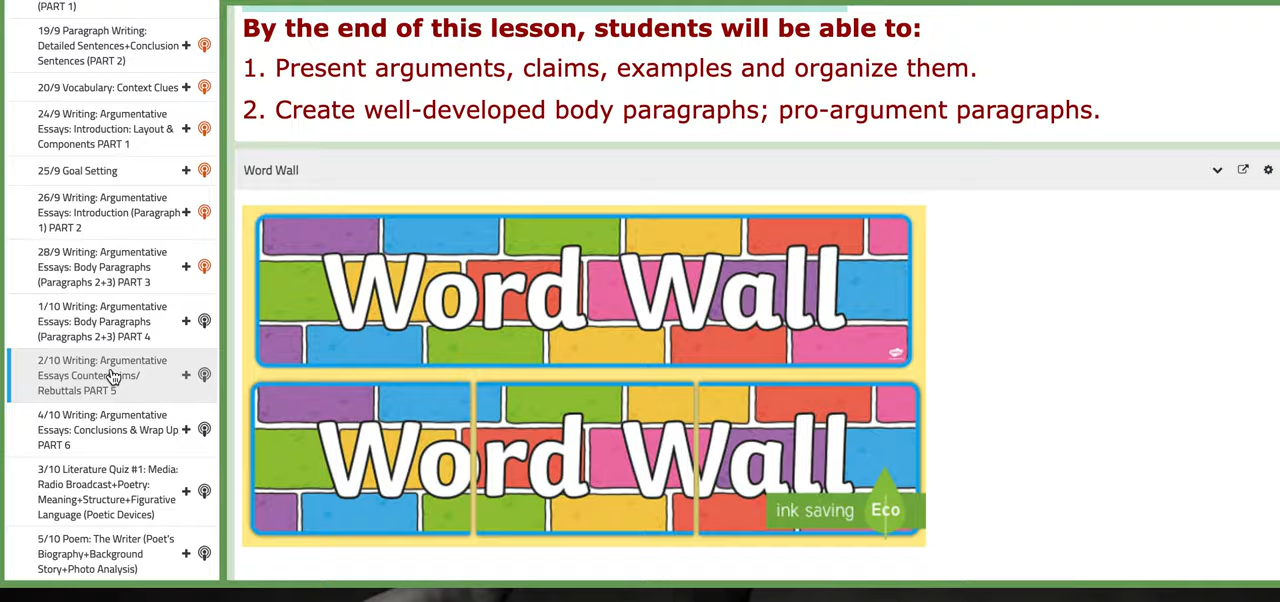 (PART 1)
19/9 Paragraph Writing:
Detailed Sentences+Conclusion
Sentences (PART 2)
20/9 Vocabulary: Context Clues
24/9 Writing: Argumentative
Essays: Introduction: Layout &
Components PART 1
25/9 Goal Setting
26/9 Writing: Argumentative
Essays: Introduction (Paragraph
1) PART 2
28/9 Writing: Argumentative
Essays: Body Paragraphs
(Paragraphs 2+3) PART 3
1/10 Writing: Argumentative
Essays: Body Paragraphs
(Paragraphs 2+3) PART 4
2/10 Writing: Argumentative
Essays Counterclaims/
Rebuttals PART 5
4/10 Writing: Argumentative
Essays: Conclusions & Wrap Up
PART 6
3/10 Literature Quiz #1: Media:
Radio Broadcast+Poetry:
Meaning+Structure+Figurative
Language (Poetic Devices)
5/10 Poem: The Writer (Poet's
Biography+Background
Story+Photo Analysis)
By the end of this lesson, students will be able to:
1. Present arguments, claims, examples and organize them.
2. Create well-developed body paragraphs; pro-argument paragraphs.
Word Wall
Word Wall
Word Wall
ink saving Eco